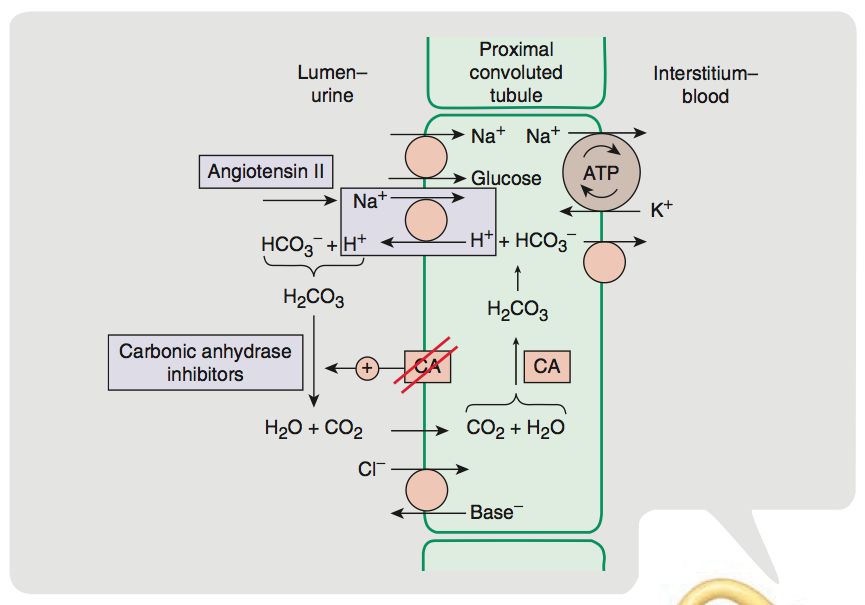 Proximal
convoluted
tubule
Lumen–
urine
Interstitium–
blood
Na⁺
Na⁺
Angiotensin II
Glucose
ATP
Na⁺
K⁺
HCO₃⁻ + H⁺
H⁺ + HCO₃⁻
H₂CO₃
H₂CO₃
Carbonic anhydrase
inhibitors
+
CA
CA
H₂O + CO₂
CO₂ + H₂O
Cl⁻
Base⁻